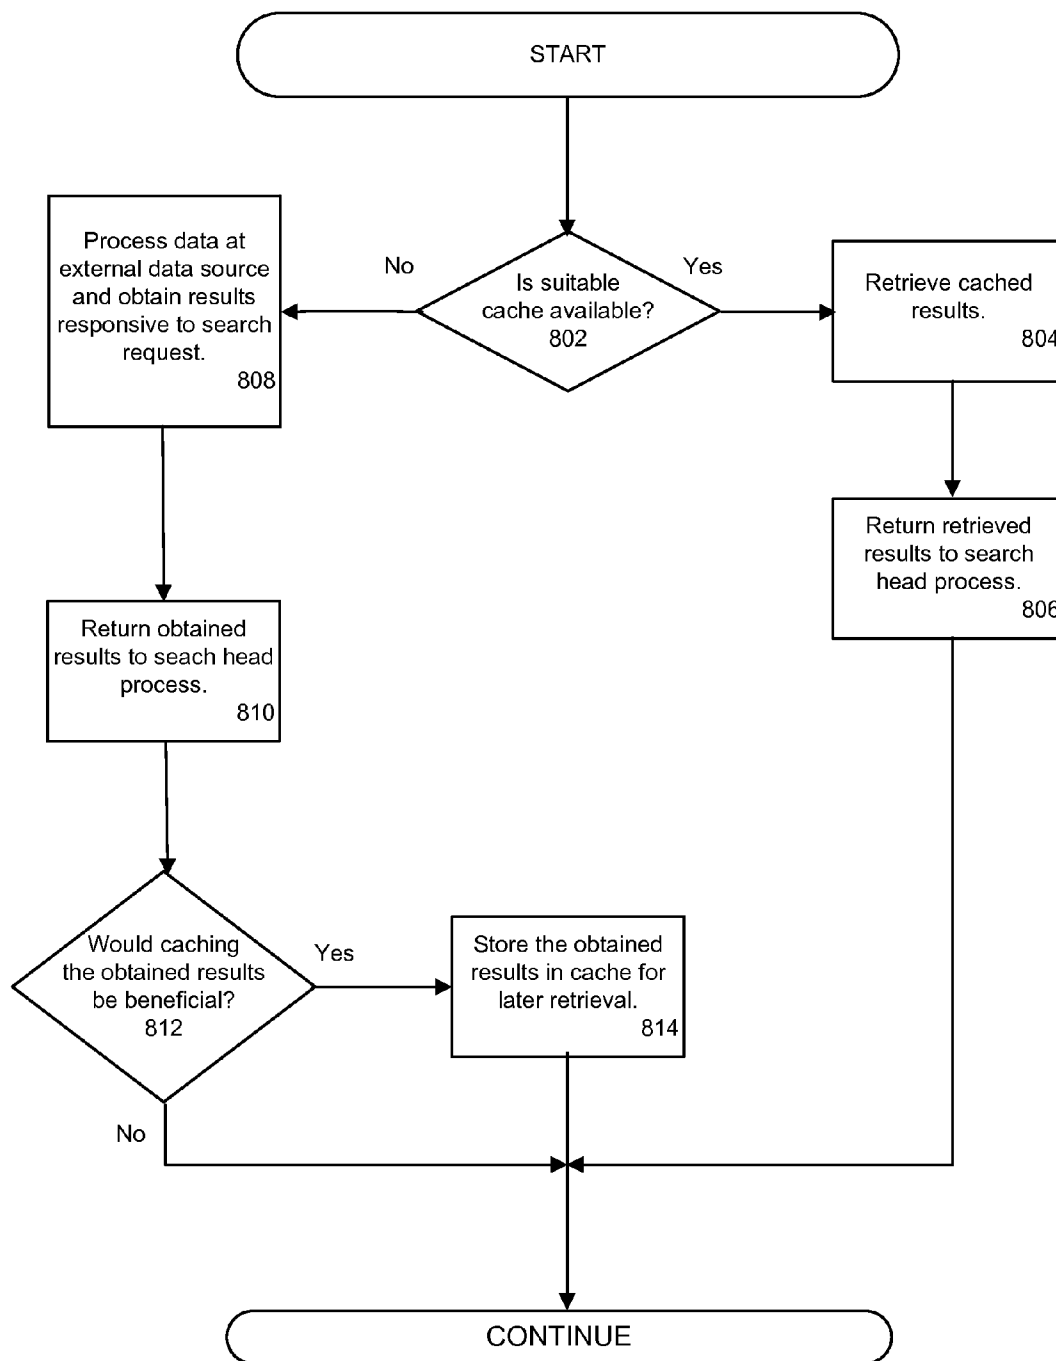 START
No
Yes
Is suitable
cache available?
802
Process data at
external data source
and obtain results
responsive to search
request.
808
Retrieve cached
results.
804
Return retrieved
results to search
head process.
806
Return obtained
results to seach head
process.
810
Would caching
the obtained results
be beneficial?
812
Yes
Store the obtained
results in cache for
later retrieval.
814
No
CONTINUE